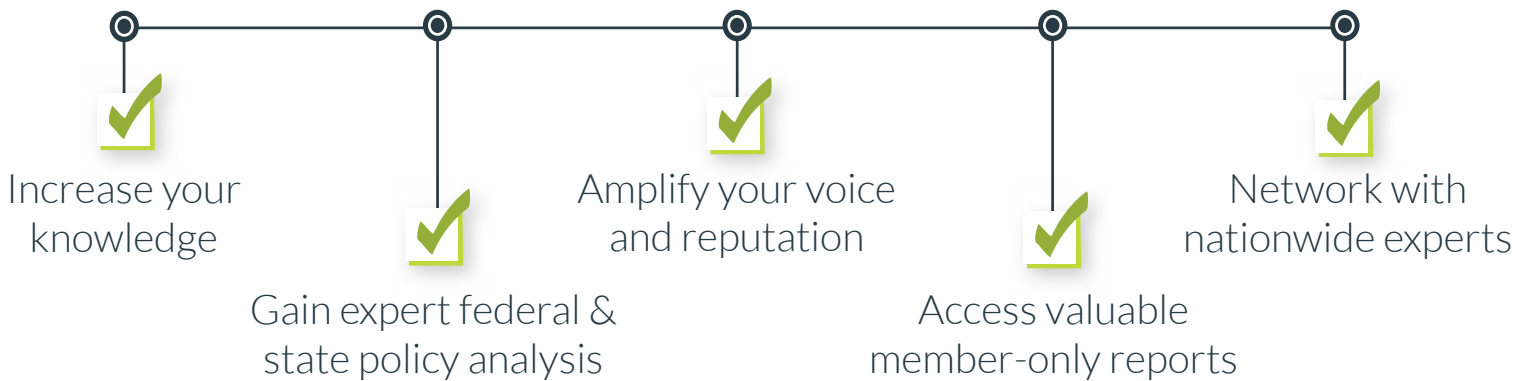 Increase your
knowledge
Gain expert federal &
state policy analysis
Amplify your voice
and reputation
Access valuable
member-only reports
Network with
nationwide experts